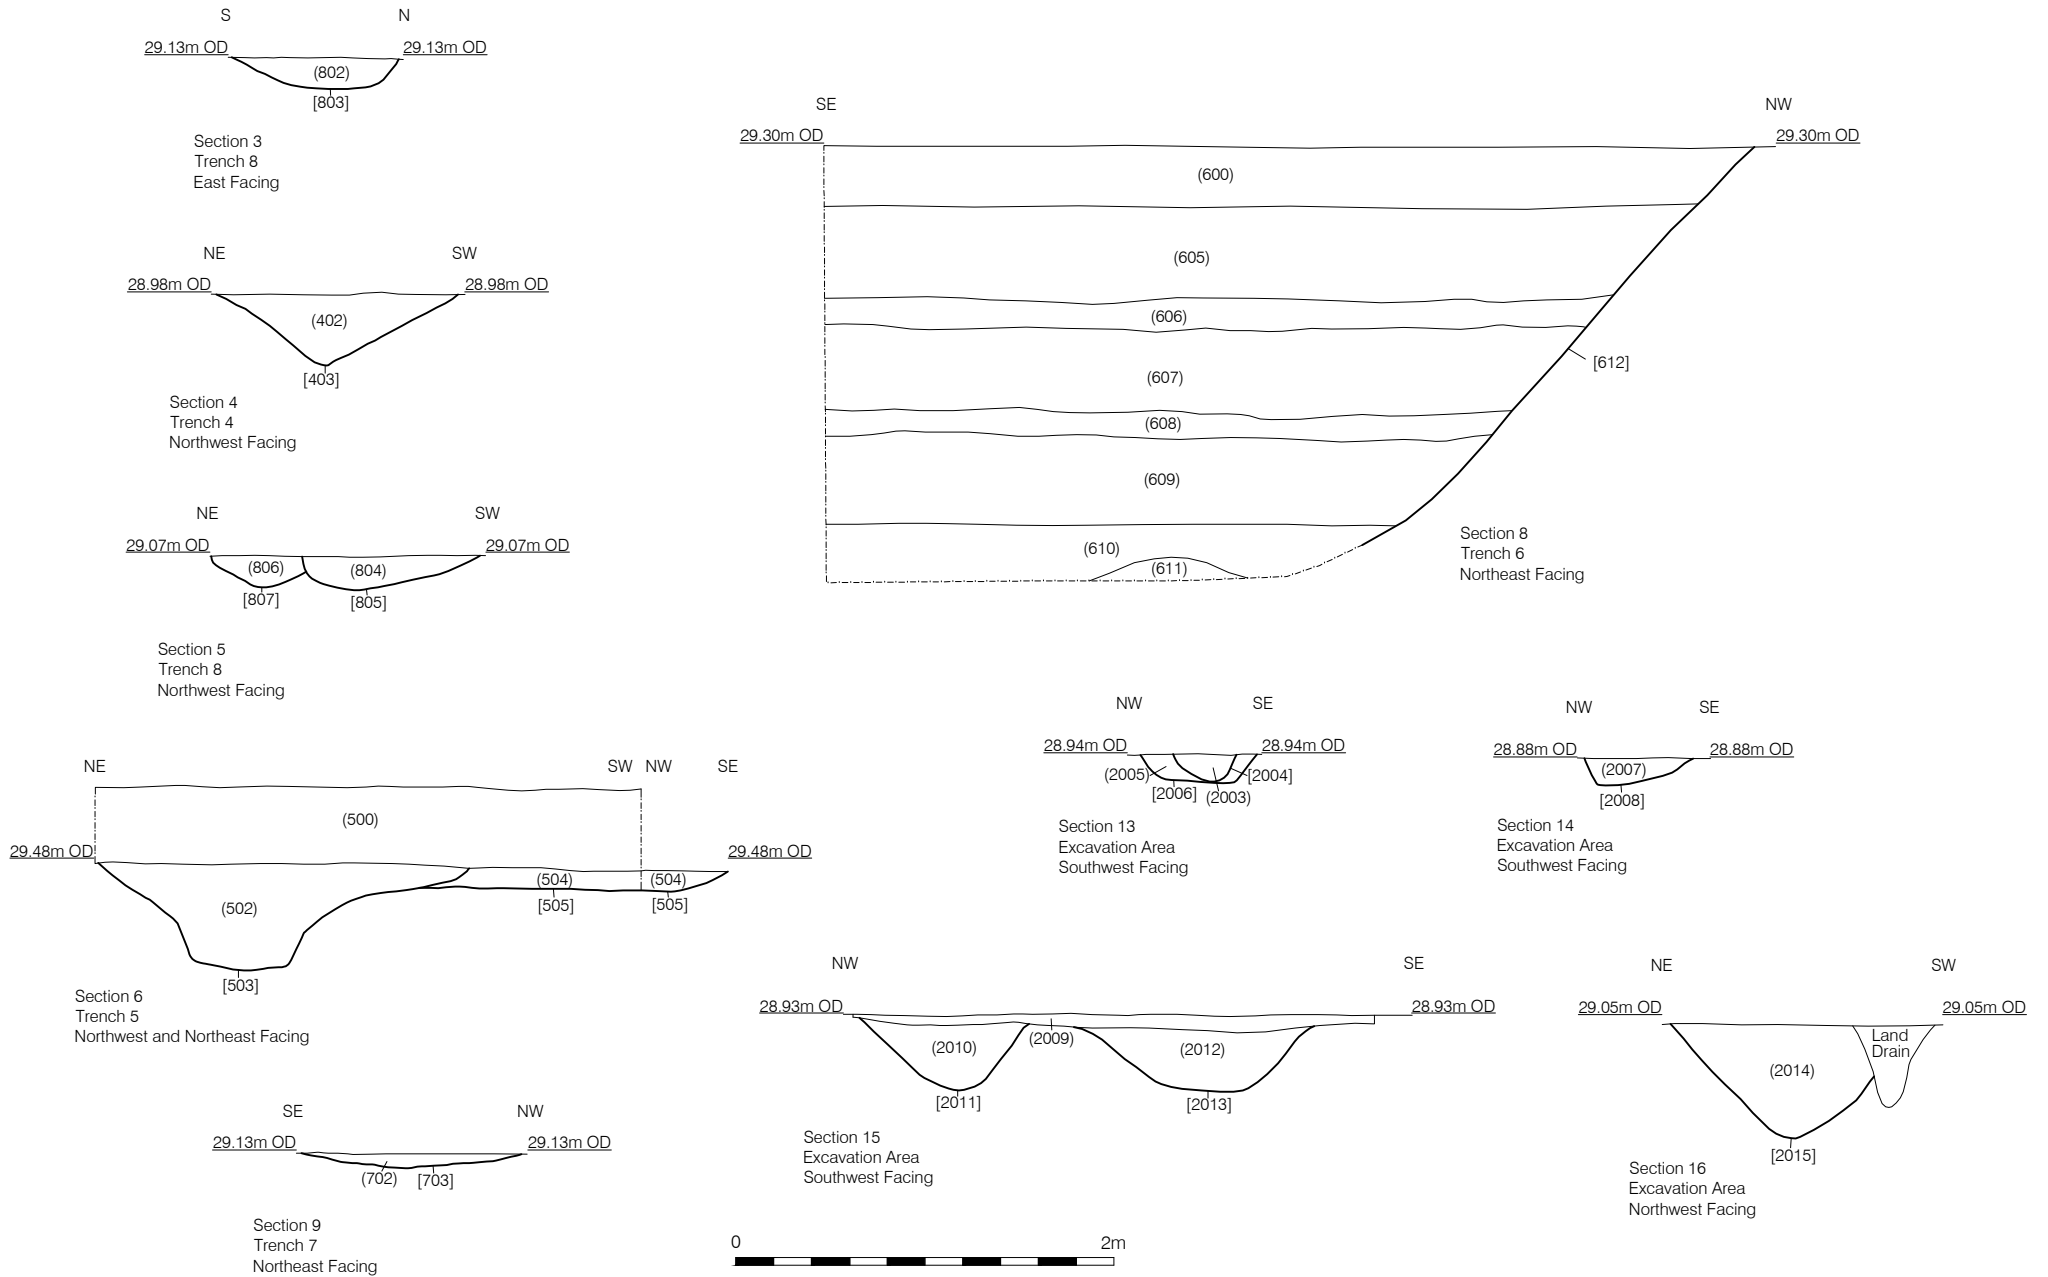 S N
29.13m OD 29.13m OD
(802)
[803]
Section 3
Trench 8
East Facing
NE SW
28.98m OD 28.98m OD
(402)
[403]
Section 4
Trench 4
Northwest Facing
NE SW
29.07m OD 29.07m OD
(806) (804)
[807] [805]
Section 5
Trench 8
Northwest Facing
SE NW
29.30m OD 29.30m OD
(600)
(605)
(606)
(607)
[612]
(608)
(609)
(610)
(611)
Section 8
Trench 6
Northeast Facing
NE SW NW SE
(500)
29.48m OD 29.48m OD
(504) (504)
(502)
[505] [505]
[503]
Section 6
Trench 5
Northwest and Northeast Facing
NW SE
28.94m OD 28.94m OD
(2005) [2004]
[2006] (2003)
Section 13
Excavation Area
Southwest Facing
NW SE
28.88m OD 28.88m OD
(2007)
[2008]
Section 14
Excavation Area
Southwest Facing
SE NW
29.13m OD 29.13m OD
(702) [703]
Section 9
Trench 7
Northeast Facing
NW SE
28.93m OD 28.93m OD
(2009)
(2010) (2012)
[2011] [2013]
Section 15
Excavation Area
Southwest Facing
NE SW
29.05m OD 29.05m OD
Land
Drain
(2014)
[2015]
Section 16
Excavation Area
Northwest Facing
0 2m